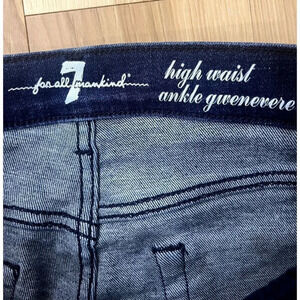 7
for all mankind®
high waist
ankle gwenevere